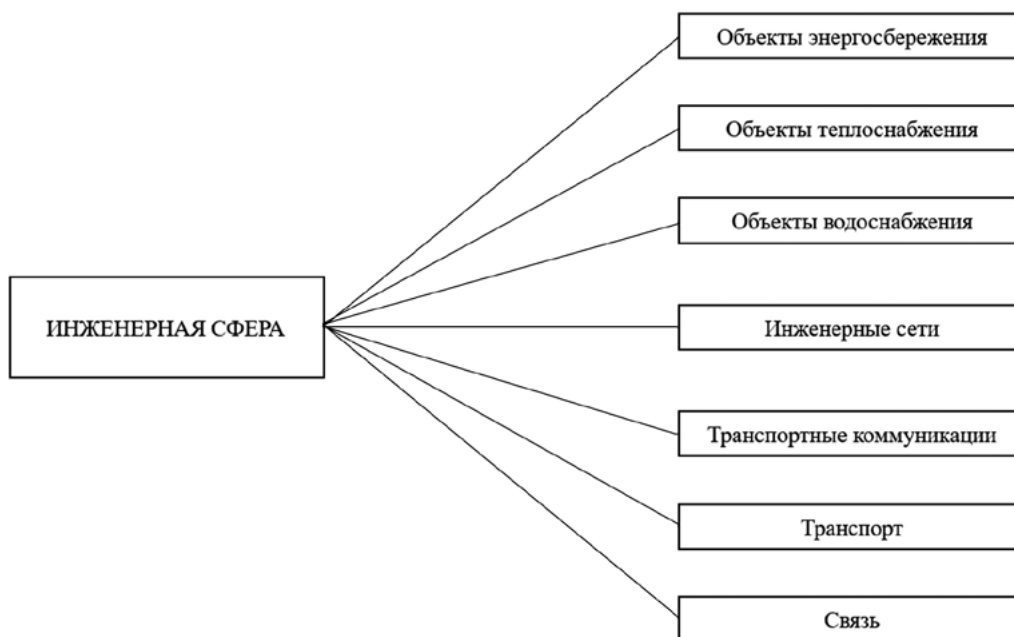 Объекты энергосбережения
Объекты теплоснабжения
Объекты водоснабжения
ИНЖЕНЕРНАЯ СФЕРА
Инженерные сети
Транспортные коммуникации
Транспорт
Связь